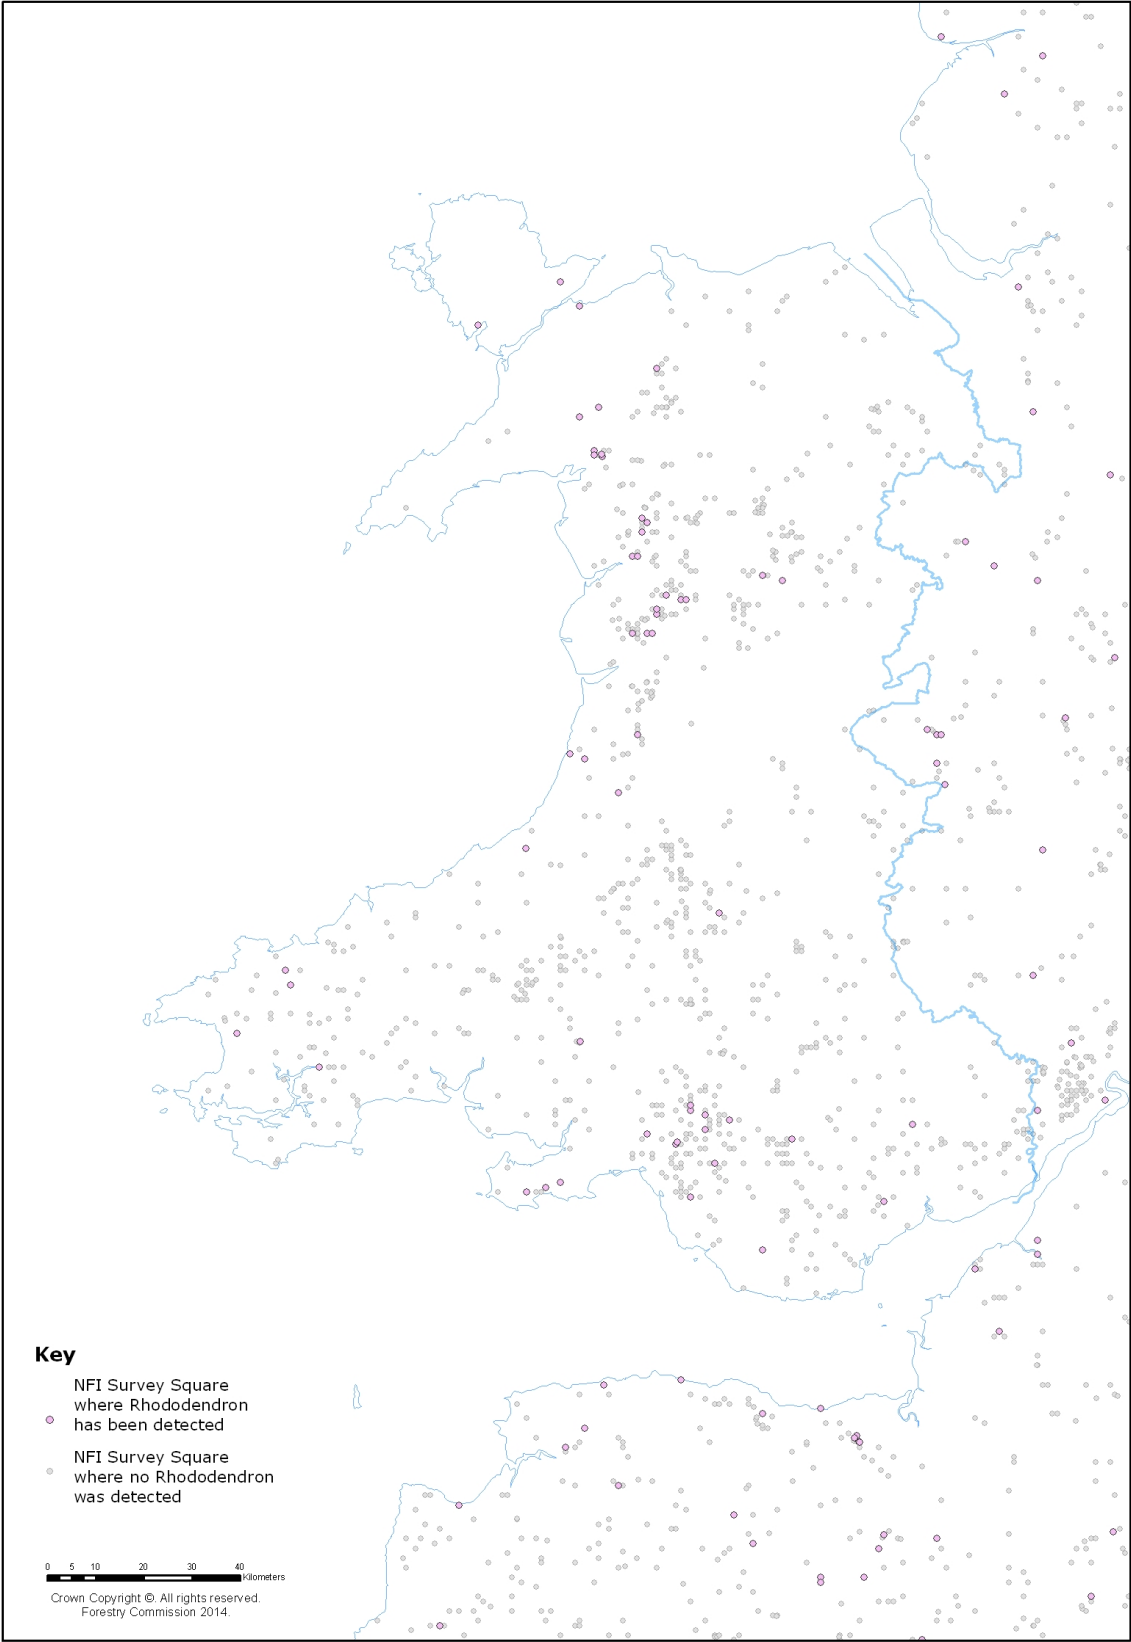 Key
NFI Survey Square
where Rhododendron
has been detected
NFI Survey Square
where no Rhododendron
was detected
0 5 10 20 30 40
Kilometers
Crown Copyright ©. All rights reserved.
Forestry Commission 2014.